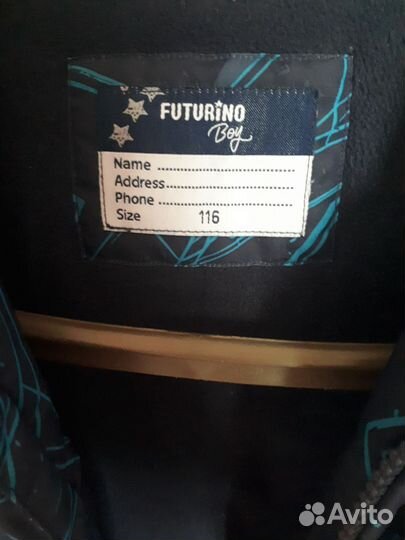 FUTURINO
Boy
Name
Address
Phone
Size 116
Avito